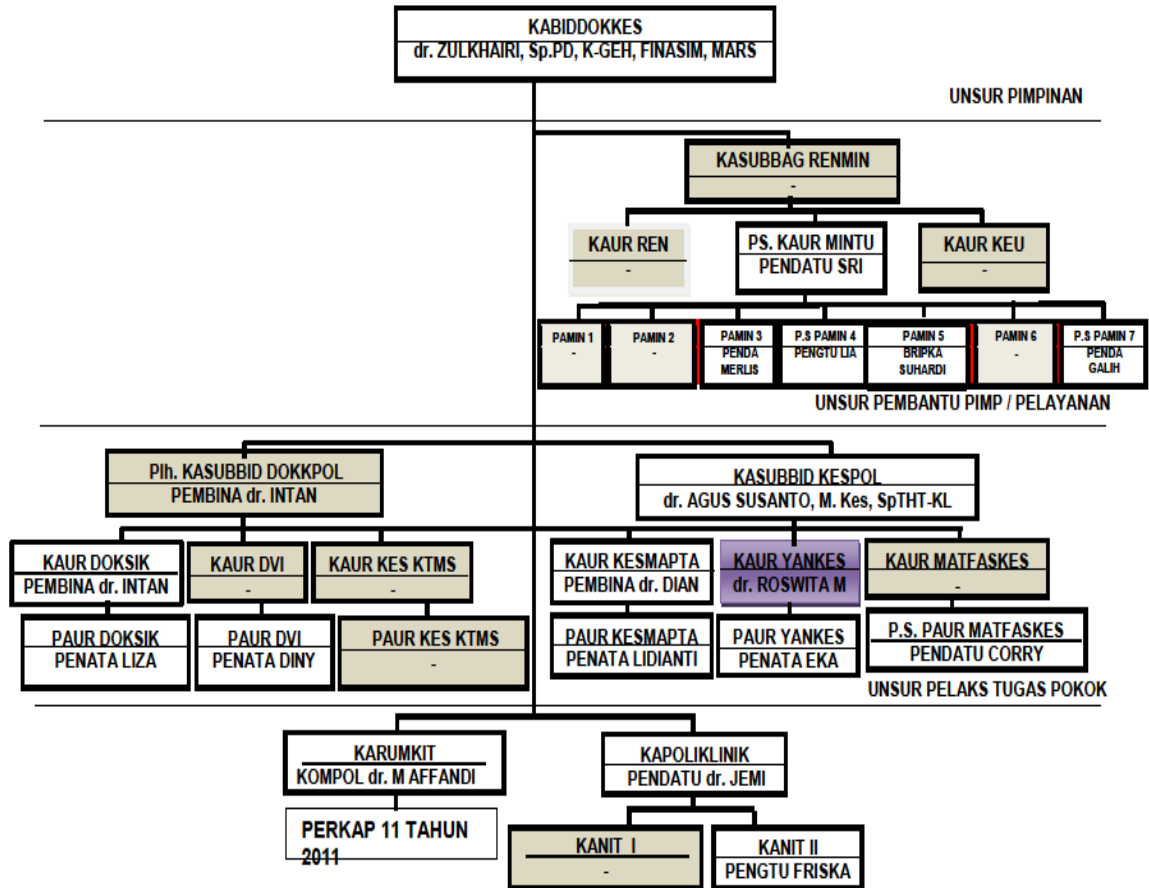 KABIDDOKKES
dr. ZULKHAIRI, Sp.PD, K-GEH, FINASIM, MARS
UNSUR PIMPINAN
KASUBBAG RENMIN
-
KAUR REN
-
PS. KAUR MINTU
PENDATU SRI
KAUR KEU
-
PAMIN 1
-
PAMIN 2
-
PAMIN 3
PENDA
MERLIS
P.S PAMIN 4
PENGTU LIA
PAMIN 5
BRIPKA
SUHARDI
PAMIN 6
-
P.S PAMIN 7
PENDA
GALIH
UNSUR PEMBANTU PIMP / PELAYANAN
Plh. KASUBBID DOKKPOL
PEMBINA dr. INTAN
KASUBBID KESPOL
dr. AGUS SUSANTO, M. Kes, SpTHT-KL
KAUR DOKSIK
PEMBINA dr. INTAN
KAUR DVI
-
KAUR KES KTMS
-
KAUR KESMAPTA
PEMBINA dr. DIAN
KAUR YANKES
dr. ROSWITA M
KAUR MATFASKES
-
PAUR DOKSIK
PENATA LIZA
PAUR DVI
PENATA DINY
PAUR KES KTMS
-
PAUR KESMAPTA
PENATA LIDIANTI
PAUR YANKES
PENATA EKA
P.S. PAUR MATFASKES
PENDATU CORRY
UNSUR PELAKS TUGAS POKOK
KARUMKIT
KOMPOL dr. M AFFANDI
KAPOLIKLINIK
PENDATU dr. JEMI
PERKAP 11 TAHUN
2011
KANIT I
-
KANIT II
PENGTU FRISKA